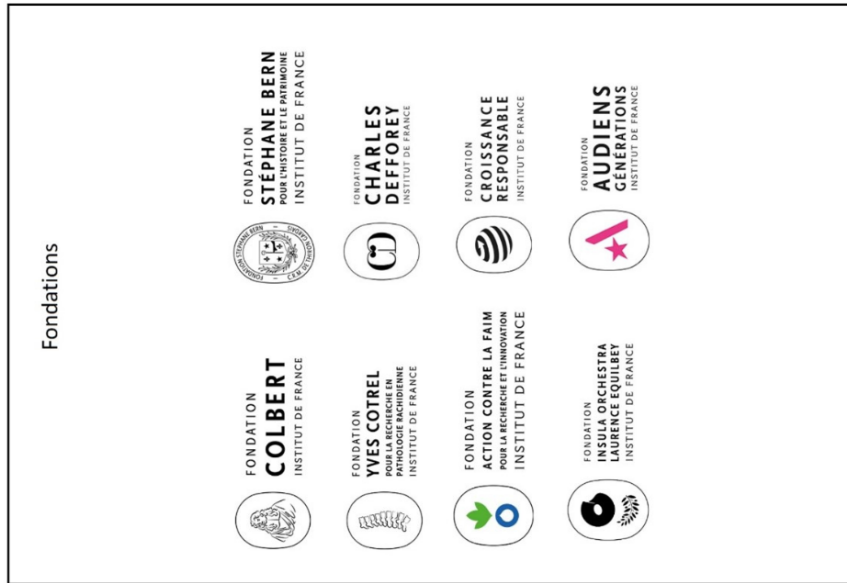 Fondations
FONDATION
COLBERT
INSTITUT DE FRANCE
FONDATION
STÉPHANE BERN
POUR L'HISTOIRE ET LE PATRIMOINE
INSTITUT DE FRANCE
FONDATION STÉPHANE BERN
FONDATION
YVES COTREL
POUR LA RECHERCHE EN
PATHOLOGIE RACHIDIENNE
INSTITUT DE FRANCE
FONDATION
CHARLES
DEFFOREY
INSTITUT DE FRANCE
FONDATION
ACTION CONTRE LA FAIM
POUR LA RECHERCHE ET L'INNOVATION
INSTITUT DE FRANCE
FONDATION
CROISSANCE
RESPONSABLE
INSTITUT DE FRANCE
FONDATION
INSULA ORCHESTRA
LAURENCE EQUILBEY
INSTITUT DE FRANCE
FONDATION
AUDIENS
GÉNÉRATIONS
INSTITUT DE FRANCE